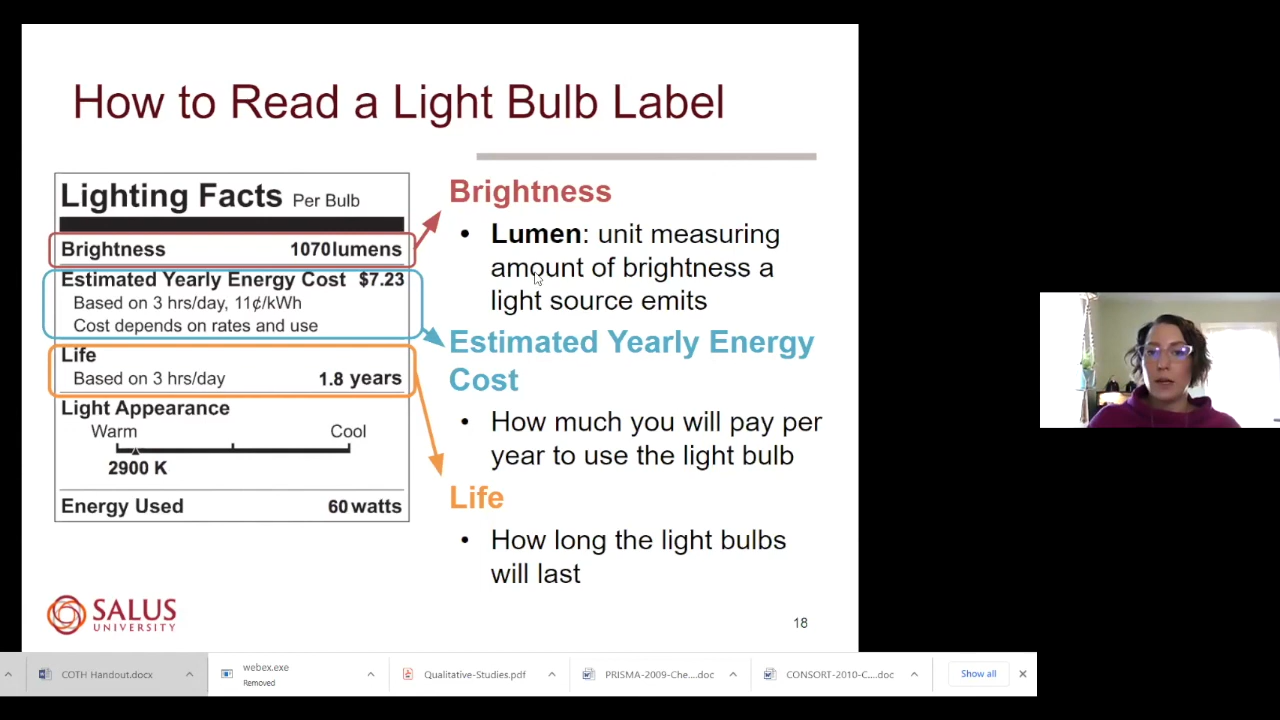 How to Read a Light Bulb Label
Lighting Facts Per Bulb
Brightness 1070lumens
Estimated Yearly Energy Cost $7.23
Based on 3 hrs/day, 11¢/kWh
Cost depends on rates and use
Life
Based on 3 hrs/day 1.8 years
Light Appearance
Warm Cool
2900 K
Energy Used 60 watts
Brightness
• Lumen: unit measuring
amount of brightness a
light source emits
Estimated Yearly Energy
Cost
• How much you will pay per
year to use the light bulb
Life
• How long the light bulbs
will last
SALUS
UNIVERSITY
18
COTH Handout.docx
webex.exe
Removed
Qualitative-Studies.pdf
PRISMA-2009-Che....doc
CONSORT-2010-C....doc
Show all